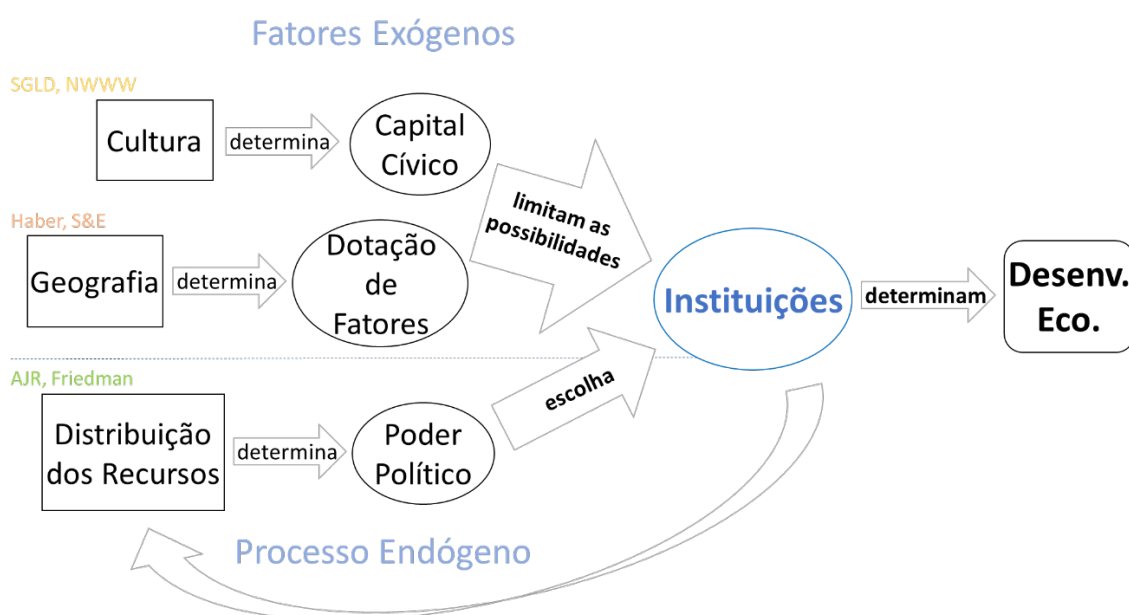 Fatores Exógenos
SGLD, NWWW
Cultura
determina
Capital
Cívico
limitam as
possibilidades
Haber, S&E
Geografia
determina
Dotação
de
Fatores
Instituições
determinam
Desenv.
Eco.
AJR, Friedman
Distribuição
dos Recursos
determina
Poder
Político
escolha
Processo Endógeno